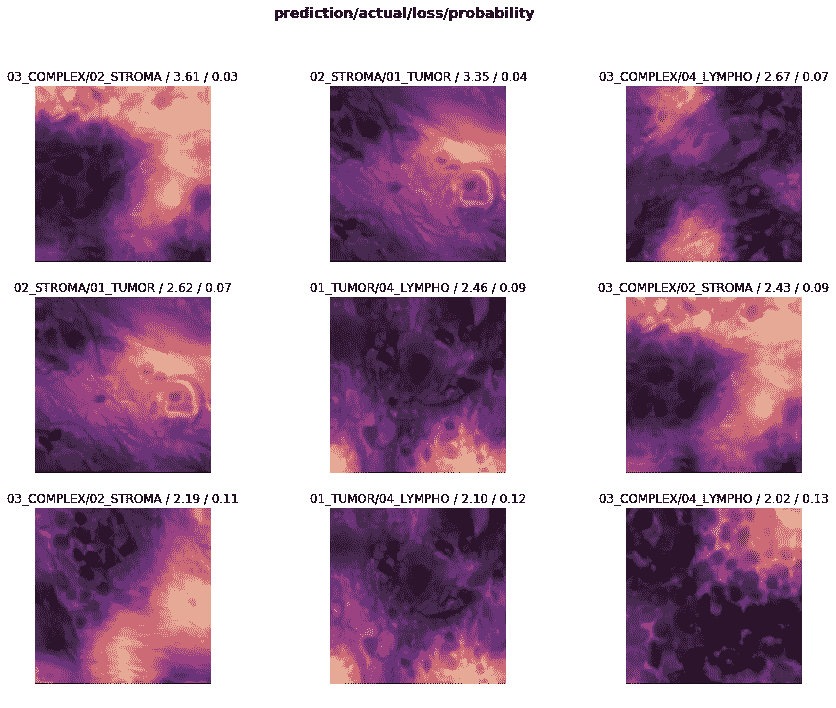 prediction/actual/loss/probability
03_COMPLEX/02_STROMA / 3.61 / 0.03
02_STROMA/01_TUMOR / 3.35 / 0.04
03_COMPLEX/04_LYMPHO / 2.67 / 0.07
02_STROMA/01_TUMOR / 2.62 / 0.07
01_TUMOR/04_LYMPHO / 2.46 / 0.09
03_COMPLEX/02_STROMA / 2.43 / 0.09
03_COMPLEX/02_STROMA / 2.19 / 0.11
01_TUMOR/04_LYMPHO / 2.10 / 0.12
03_COMPLEX/04_LYMPHO / 2.02 / 0.13